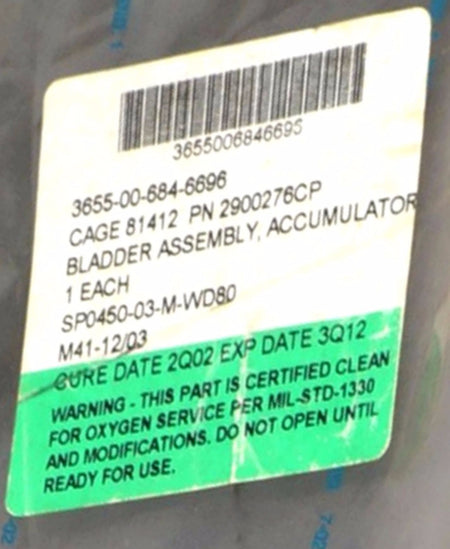 3655006846695
3655-00-684-6696
CAGE 81412 PN 2900276CP
BLADDER ASSEMBLY, ACCUMULATOR
1 EACH
SP0450-03-M-WD80
M41-12/03
CURE DATE 2Q02 EXP DATE 3Q12
WARNING - THIS PART IS CERTIFIED CLEAN
FOR OXYGEN SERVICE PER MIL-STD-1330
AND MODIFICATIONS. DO NOT OPEN UNTIL
READY FOR USE.